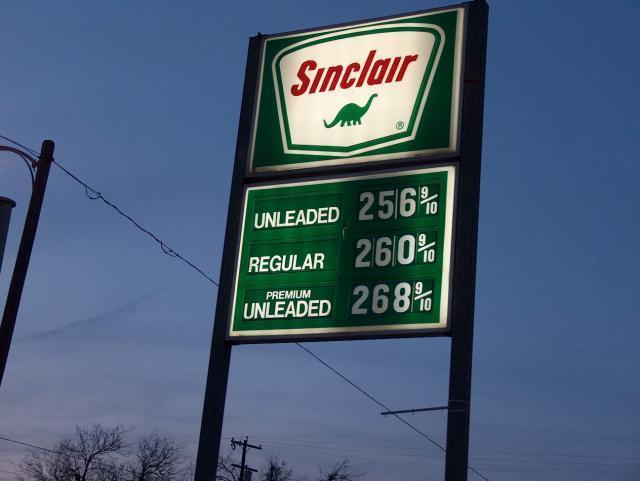 Sinclair
®
UNLEADED 256 9/10
REGULAR 260 9/10
PREMIUM
UNLEADED 268 9/10